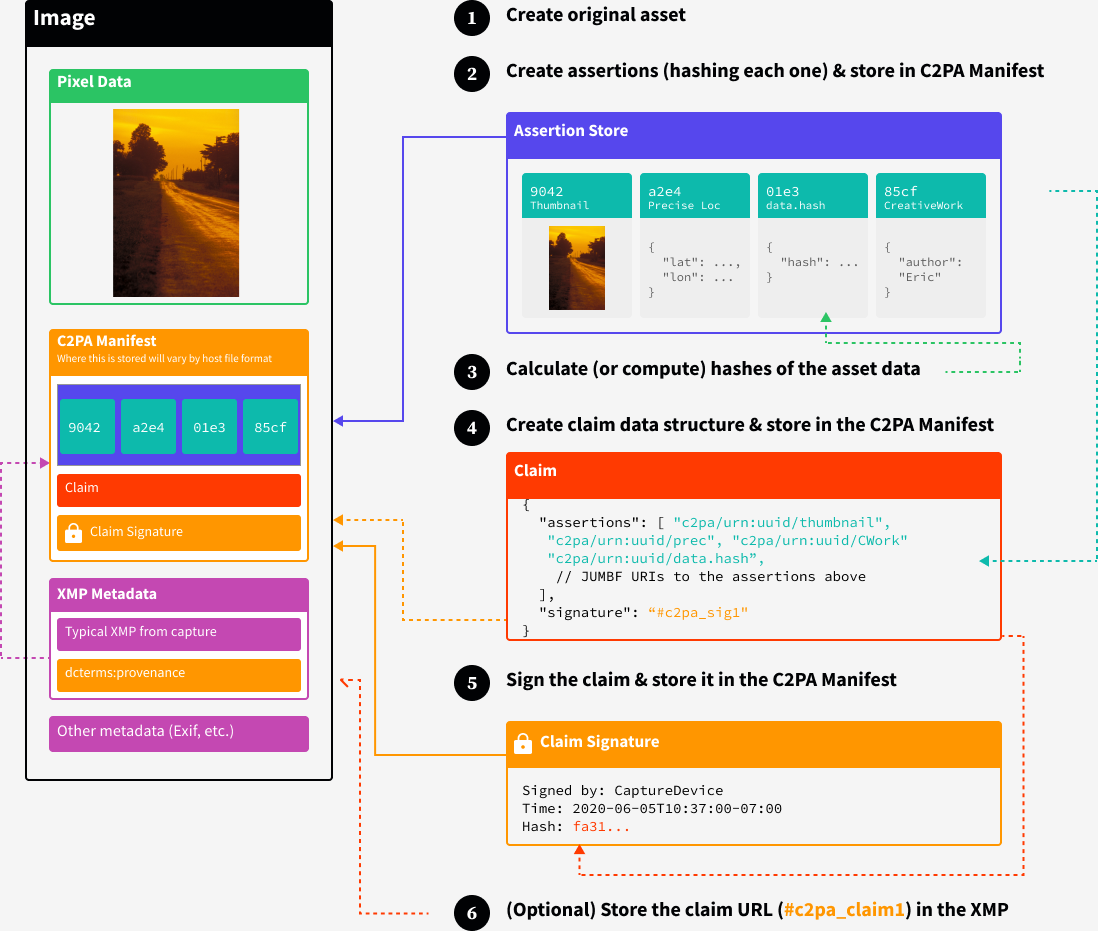 Image
Pixel Data
C2PA Manifest
Where this is stored will vary by host file format
9042 a2e4 01e3 85cf
Claim
Claim Signature
XMP Metadata
Typical XMP from capture
dcterms:provenance
Other metadata (Exif, etc.)
1 Create original asset
2 Create assertions (hashing each one) & store in C2PA Manifest
Assertion Store
9042
Thumbnail
a2e4
Precise Loc
{
"lat": ...,
"lon": ...
}
01e3
data.hash
{
"hash": ...
}
85cf
CreativeWork
{
"author":
"Eric"
}
3 Calculate (or compute) hashes of the asset data
4 Create claim data structure & store in the C2PA Manifest
Claim
{
"assertions": [ "c2pa/urn:uuid/thumbnail",
"c2pa/urn:uuid/prec", "c2pa/urn:uuid/CWork"
"c2pa/urn:uuid/data.hash”,
// JUMBF URIs to the assertions above
],
"signature": “#c2pa_sig1"
}
5 Sign the claim & store it in the C2PA Manifest
Claim Signature
Signed by: CaptureDevice
Time: 2020-06-05T10:37:00-07:00
Hash: fa31...
6 (Optional) Store the claim URL (#c2pa_claim1) in the XMP